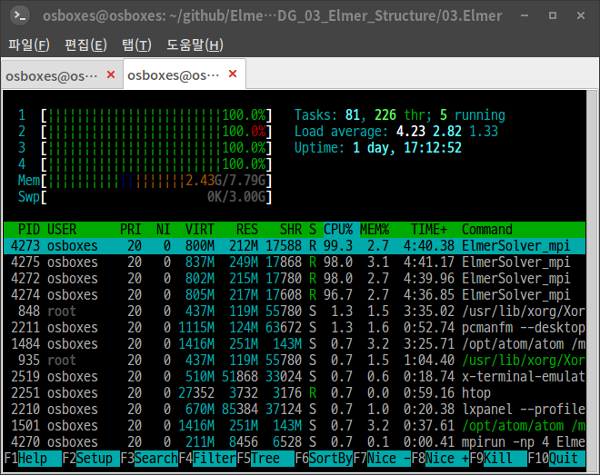 osboxes@osboxes: ~/github/Elme···DG_03_Elmer_Structure/03.Elmer
파일(F) 편집(E) 탭(T) 도움말(H)
osboxes@os··· × osboxes@os··· ×
1 [||||||||||||||||||||||||100.0%] Tasks: 81, 226 thr; 5 running
2 [||||||||||||||||||||||||100.0%] Load average: 4.23 2.82 1.33
3 [||||||||||||||||||||||||100.0%] Uptime: 1 day, 17:12:52
4 [||||||||||||||||||||||||100.0%]
Mem[|||||||||||||||||||2.43G/7.79G]
Swp[ 0K/3.00G]
PID USER PRI NI VIRT RES SHR S CPU% MEM% TIME+ Command
4273 osboxes 20 0 800M 212M 17588 R 99.3 2.7 4:40.38 ElmerSolver_mpi
4275 osboxes 20 0 837M 249M 17868 R 98.0 3.1 4:41.17 ElmerSolver_mpi
4272 osboxes 20 0 802M 215M 17780 R 98.0 2.7 4:39.96 ElmerSolver_mpi
4274 osboxes 20 0 805M 217M 17608 R 96.7 2.7 4:36.85 ElmerSolver_mpi
848 root 20 0 437M 119M 55780 S 1.3 1.5 3:35.02 /usr/lib/xorg/Xor
2211 osboxes 20 0 1115M 124M 63672 S 1.3 1.6 0:52.74 pcmanfm --desktop
1484 osboxes 20 0 1416M 251M 143M S 0.7 3.2 3:25.71 /opt/atom/atom /m
935 root 20 0 437M 119M 55780 S 0.7 1.5 1:04.40 /usr/lib/xorg/Xor
2519 osboxes 20 0 510M 51868 33024 S 0.7 0.6 0:18.74 x-terminal-emulat
2251 osboxes 20 0 27352 3732 3176 R 0.7 0.0 0:59.16 htop
2210 osboxes 20 0 670M 85384 37124 S 0.7 1.0 0:20.38 lxpanel --profile
1501 osboxes 20 0 1416M 251M 143M S 0.7 3.2 0:37.61 /opt/atom/atom /m
4270 osboxes 20 0 211M 8456 6528 S 0.7 0.1 0:00.41 mpirun -np 4 Elme
F1Help F2Setup F3SearchF4FilterF5Tree F6SortByF7Nice -F8Nice +F9Kill F10Quit